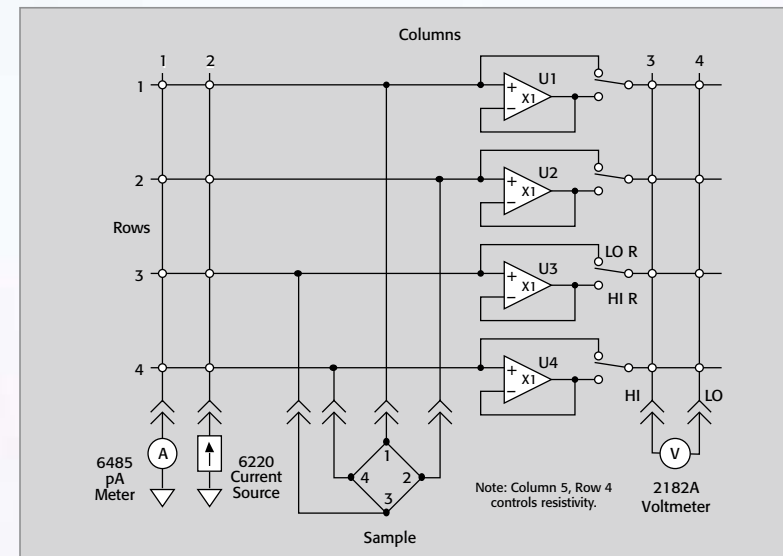 Columns
1 2 3 4
1
+
−
X1
U1
2
+
−
X1
U2
Rows
LO R
3
+
−
X1
U3
HI R
4
+
−
X1
U4
HI LO
6485
pA
Meter
A
6220
Current
Source
1
4 2
3
Sample
Note: Column 5, Row 4
controls resistivity.
V
2182A
Voltmeter